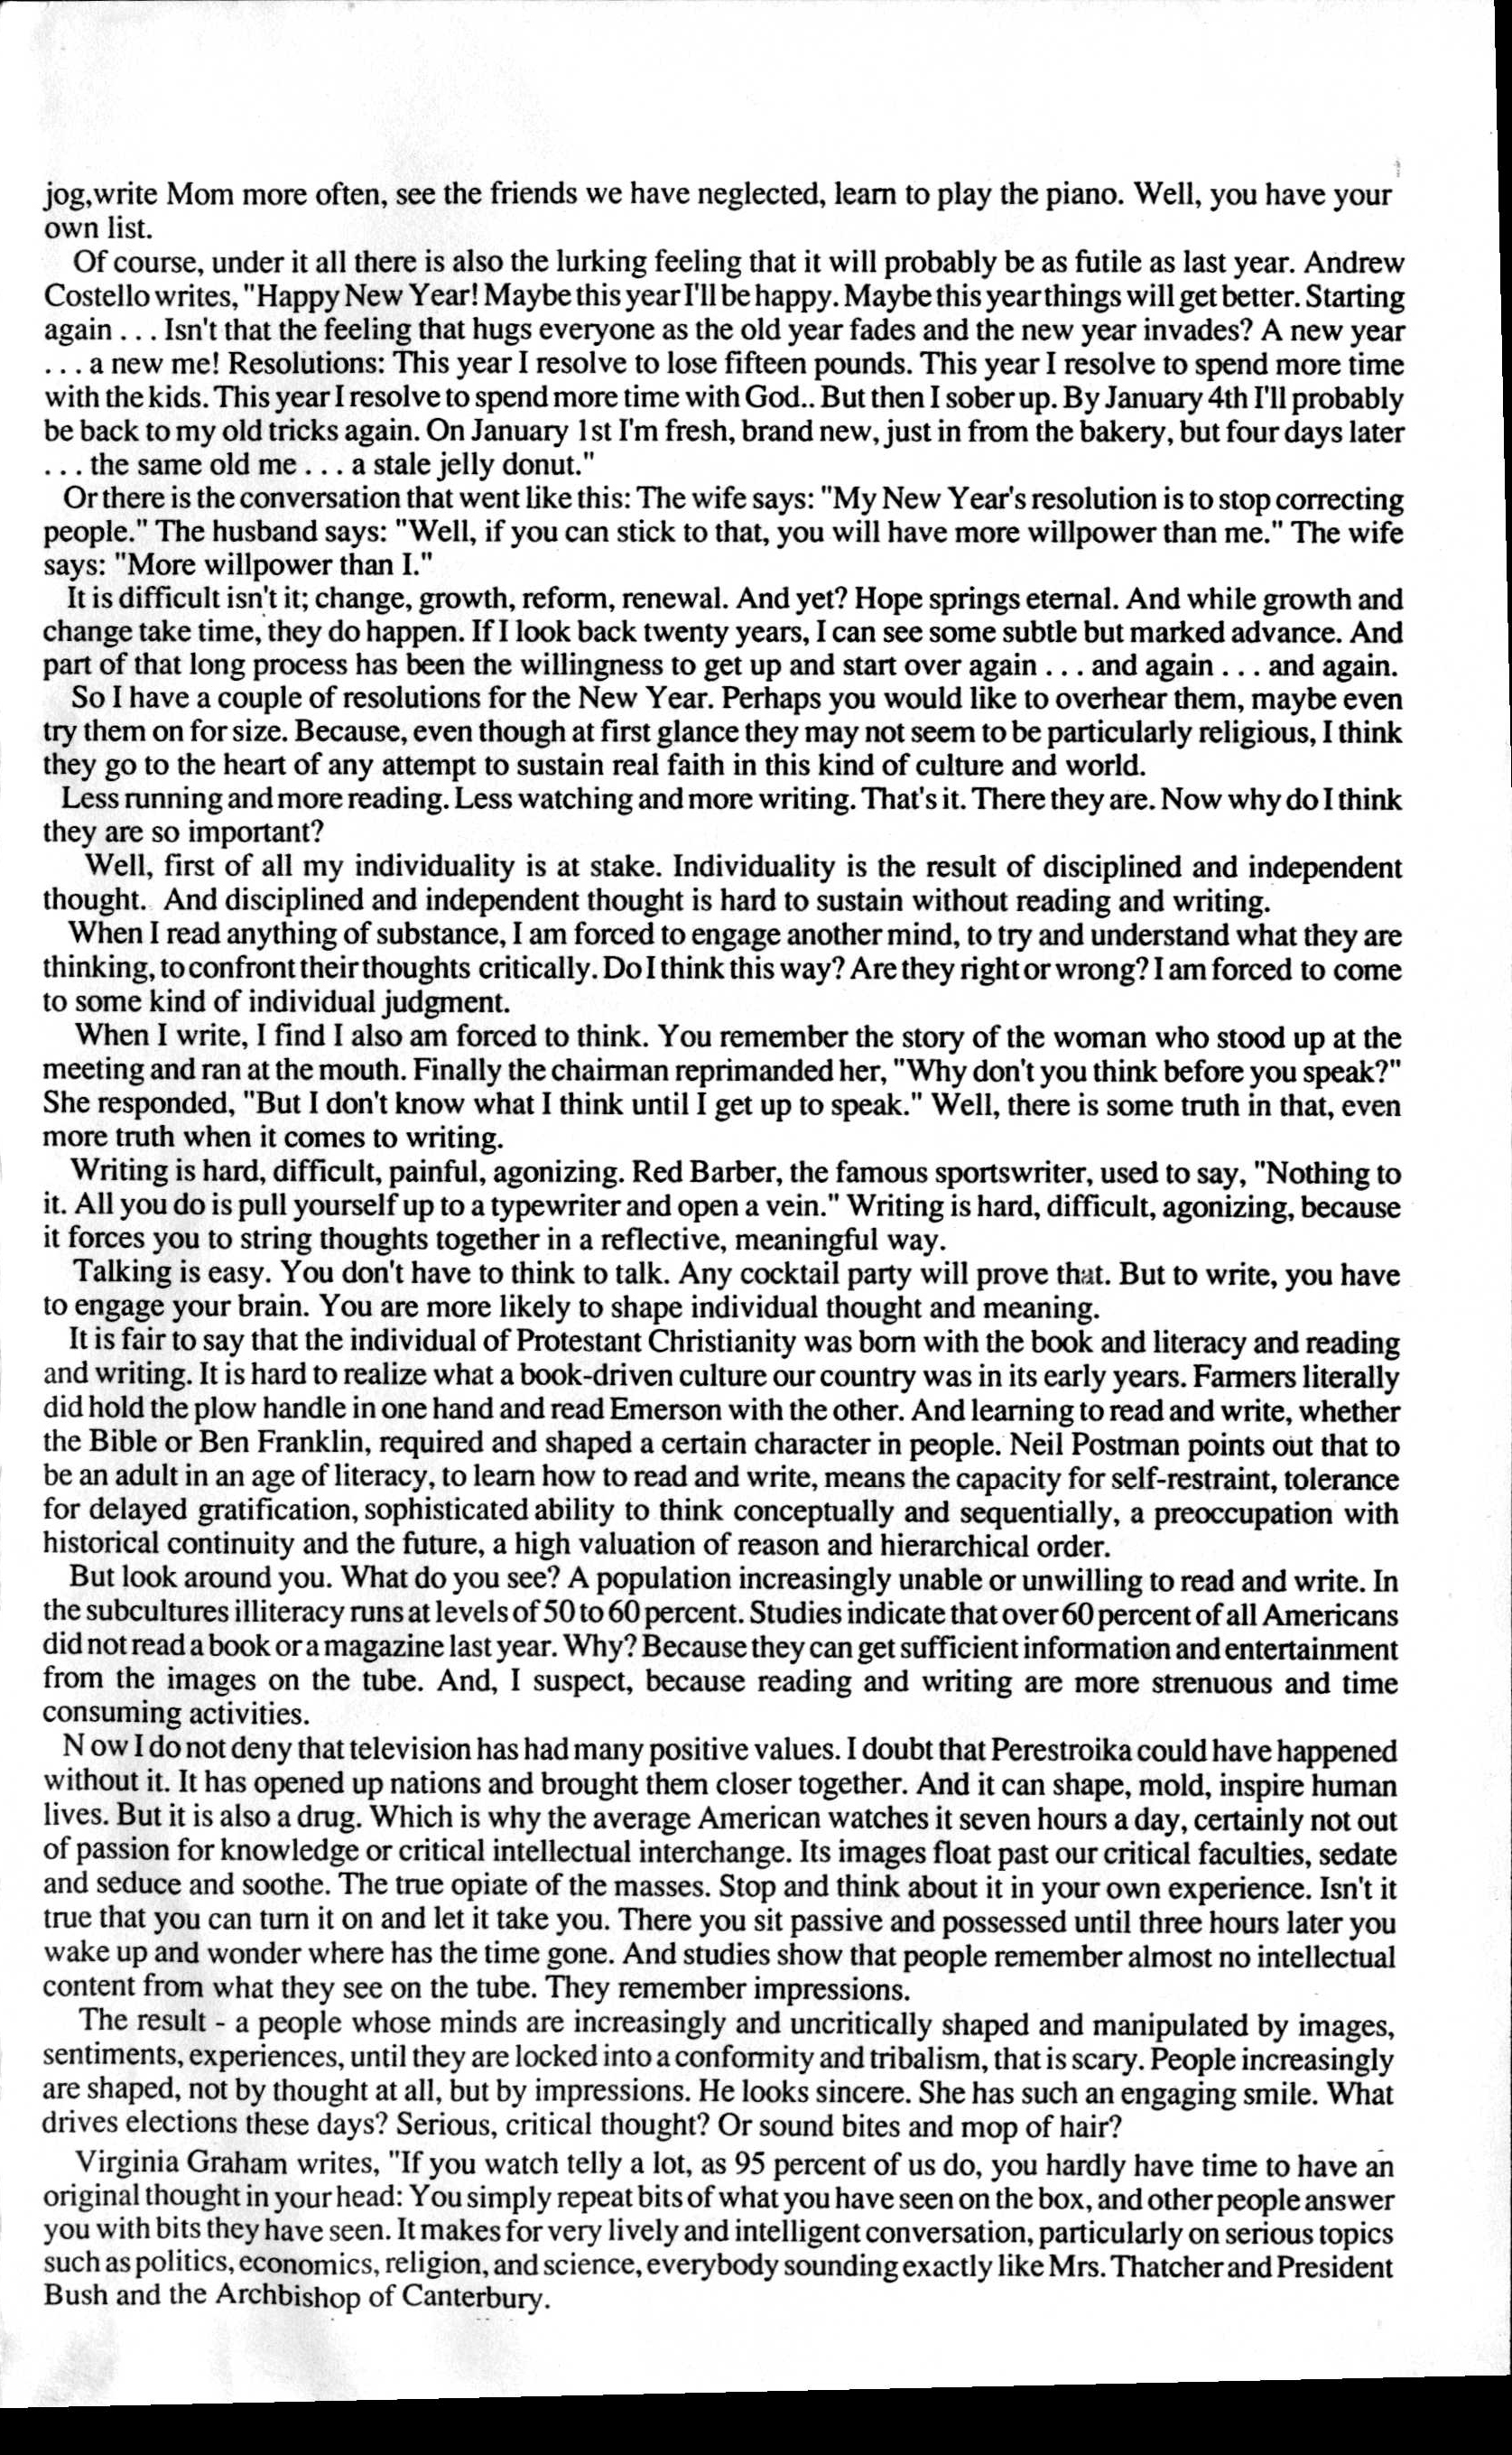 jog,write Mom more often, see the friends we have neglected, learn to play the piano. Well, you have your
own list.
Of course, under it all there is also the lurking feeling that it will probably be as futile as last year. Andrew
Costello writes, "Happy New Year! Maybe this year I'll be happy. Maybe this year things will get better. Starting
again . . . Isn't that the feeling that hugs everyone as the old year fades and the new year invades? A new year
. . . a new me! Resolutions: This year I resolve to lose fifteen pounds. This year I resolve to spend more time
with the kids. This year I resolve to spend more time with God.. But then I sober up. By January 4th I'll probably
be back to my old tricks again. On January 1st I'm fresh, brand new, just in from the bakery, but four days later
. . . the same old me . . . a stale jelly donut."
Or there is the conversation that went like this: The wife says: "My New Year's resolution is to stop correcting
people." The husband says: "Well, if you can stick to that, you will have more willpower than me." The wife
says: "More willpower than I."
It is difficult isn't it; change, growth, reform, renewal. And yet? Hope springs eternal. And while growth and
change take time, they do happen. If I look back twenty years, I can see some subtle but marked advance. And
part of that long process has been the willingness to get up and start over again . . . and again . . . and again.
So I have a couple of resolutions for the New Year. Perhaps you would like to overhear them, maybe even
try them on for size. Because, even though at first glance they may not seem to be particularly religious, I think
they go to the heart of any attempt to sustain real faith in this kind of culture and world.
Less running and more reading. Less watching and more writing. That's it. There they are. Now why do I think
they are so important?
Well, first of all my individuality is at stake. Individuality is the result of disciplined and independent
thought. And disciplined and independent thought is hard to sustain without reading and writing.
When I read anything of substance, I am forced to engage another mind, to try and understand what they are
thinking, to confront their thoughts critically. Do I think this way? Are they right or wrong? I am forced to come
to some kind of individual judgment.
When I write, I find I also am forced to think. You remember the story of the woman who stood up at the
meeting and ran at the mouth. Finally the chairman reprimanded her, "Why don't you think before you speak?"
She responded, "But I don't know what I think until I get up to speak." Well, there is some truth in that, even
more truth when it comes to writing.
Writing is hard, difficult, painful, agonizing. Red Barber, the famous sportswriter, used to say, "Nothing to
it. All you do is pull yourself up to a typewriter and open a vein." Writing is hard, difficult, agonizing, because
it forces you to string thoughts together in a reflective, meaningful way.
Talking is easy. You don't have to think to talk. Any cocktail party will prove that. But to write, you have
to engage your brain. You are more likely to shape individual thought and meaning.
It is fair to say that the individual of Protestant Christianity was born with the book and literacy and reading
and writing. It is hard to realize what a book-driven culture our country was in its early years. Farmers literally
did hold the plow handle in one hand and read Emerson with the other. And learning to read and write, whether
the Bible or Ben Franklin, required and shaped a certain character in people. Neil Postman points out that to
be an adult in an age of literacy, to learn how to read and write, means the capacity for self-restraint, tolerance
for delayed gratification, sophisticated ability to think conceptually and sequentially, a preoccupation with
historical continuity and the future, a high valuation of reason and hierarchical order.
But look around you. What do you see? A population increasingly unable or unwilling to read and write. In
the subcultures illiteracy runs at levels of 50 to 60 percent. Studies indicate that over 60 percent of all Americans
did not read a book or a magazine last year. Why? Because they can get sufficient information and entertainment
from the images on the tube. And, I suspect, because reading and writing are more strenuous and time
consuming activities.
N ow I do not deny that television has had many positive values. I doubt that Perestroika could have happened
without it. It has opened up nations and brought them closer together. And it can shape, mold, inspire human
lives. But it is also a drug. Which is why the average American watches it seven hours a day, certainly not out
of passion for knowledge or critical intellectual interchange. Its images float past our critical faculties, sedate
and seduce and soothe. The true opiate of the masses. Stop and think about it in your own experience. Isn't it
true that you can turn it on and let it take you. There you sit passive and possessed until three hours later you
wake up and wonder where has the time gone. And studies show that people remember almost no intellectual
content from what they see on the tube. They remember impressions.
The result - a people whose minds are increasingly and uncritically shaped and manipulated by images,
sentiments, experiences, until they are locked into a conformity and tribalism, that is scary. People increasingly
are shaped, not by thought at all, but by impressions. He looks sincere. She has such an engaging smile. What
drives elections these days? Serious, critical thought? Or sound bites and mop of hair?
Virginia Graham writes, "If you watch telly a lot, as 95 percent of us do, you hardly have time to have an
original thought in your head: You simply repeat bits of what you have seen on the box, and other people answer
you with bits they have seen. It makes for very lively and intelligent conversation, particularly on serious topics
such as politics, economics, religion, and science, everybody sounding exactly like Mrs. Thatcher and President
Bush and the Archbishop of Canterbury.